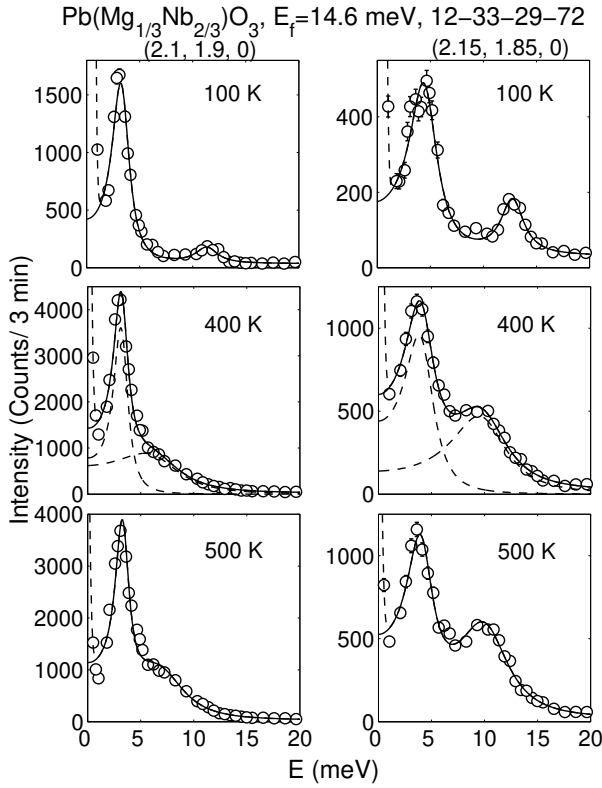 Pb(Mg1/3Nb2/3)O3, Ef=14.6 meV, 12−33−29−72
(2.1, 1.9, 0)
(2.15, 1.85, 0)
1500
1000
500
0
100 K
400
200
0
100 K
Intensity (Counts/ 3 min)
4000
3000
2000
1000
0
400 K
1000
500
0
400 K
4000
3000
2000
1000
0
500 K
0 5 10 15 20
1000
500
0
500 K
0 5 10 15 20
E (meV)
E (meV)